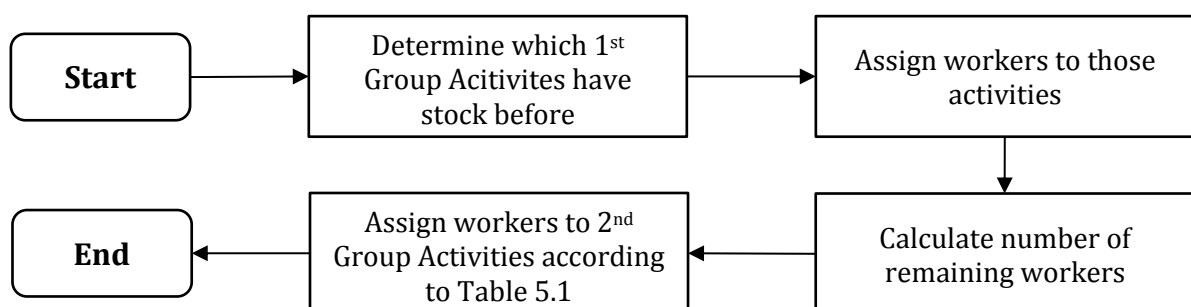 Start
Determine which 1st
Group Acitivites have
stock before
Assign workers to those
activities
Calculate number of
remaining workers
Assign workers to 2nd
Group Activities according
to Table 5.1
End